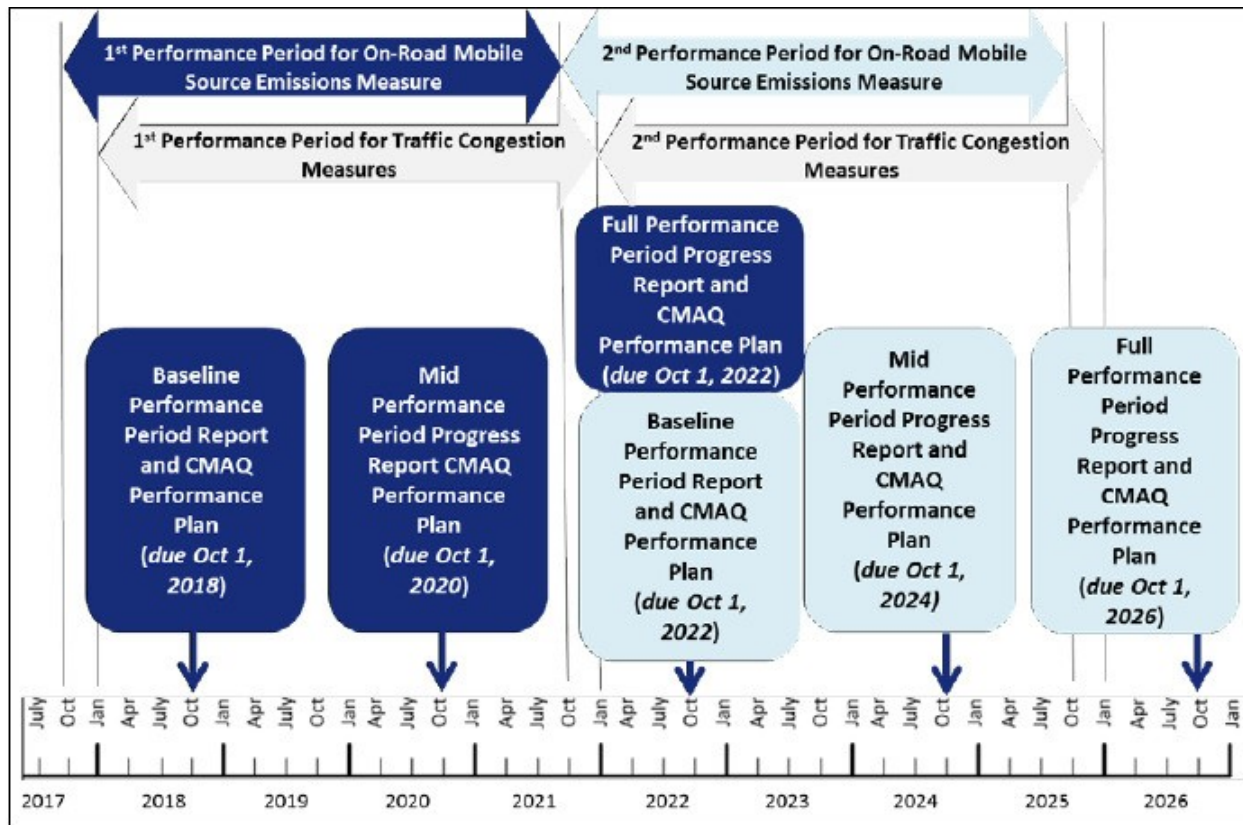 1st Performance Period for On-Road Mobile
Source Emissions Measure
2nd Performance Period for On-Road Mobile
Source Emissions Measure
1st Performance Period for Traffic Congestion
Measures
2nd Performance Period for Traffic Congestion
Measures
Baseline
Performance
Period Report
and CMAQ
Performance
Plan
(due Oct 1,
2018)
Mid
Performance
Period Progress
Report CMAQ
Performance
Plan
(due Oct 1,
2020)
Full Performance
Period Progress
Report and
CMAQ
Performance Plan
(due Oct 1, 2022)
Baseline
Performance
Period Report
and CMAQ
Performance
Plan
(due Oct 1,
2022)
Mid
Performance
Period Progress
Report and
CMAQ
Performance
Plan
(due Oct 1,
2024)
Full
Performance
Period
Progress
Report and
CMAQ
Performance
Plan
(due Oct 1,
2026)
July Oct Jan Apr July Oct Jan Apr July Oct Jan Apr July Oct Jan Apr July Oct Jan Apr July Oct Jan Apr July Oct Jan Apr July Oct Jan Apr July Oct Jan Apr July Oct Jan
2017 2018 2019 2020 2021 2022 2023 2024 2025 2026